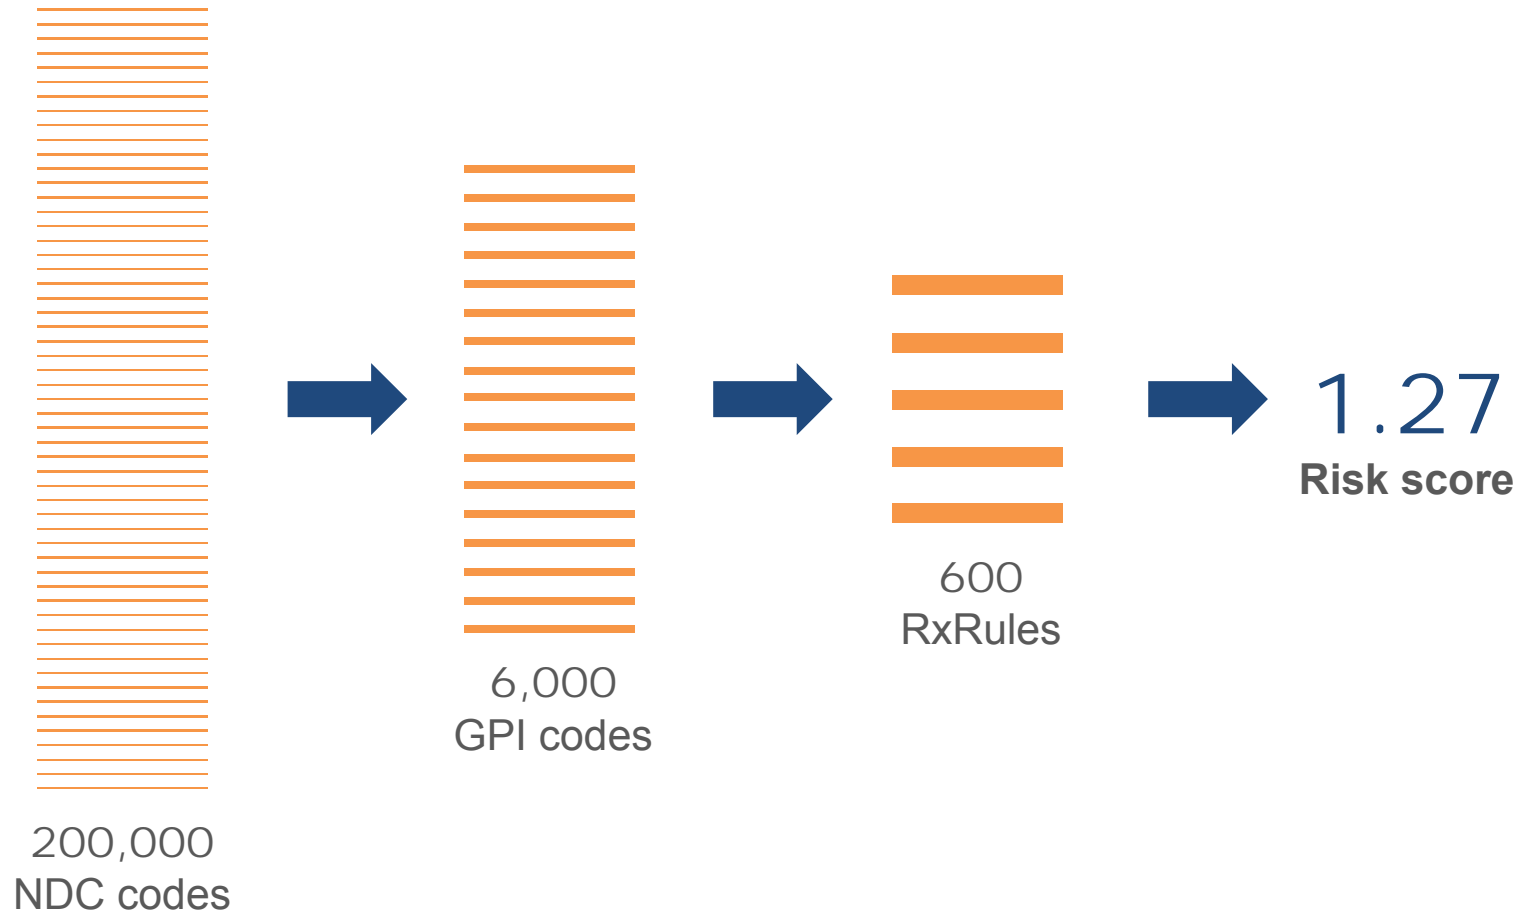 200,000
NDC codes
6,000
GPI codes
600
RxRules
1.27
Risk score